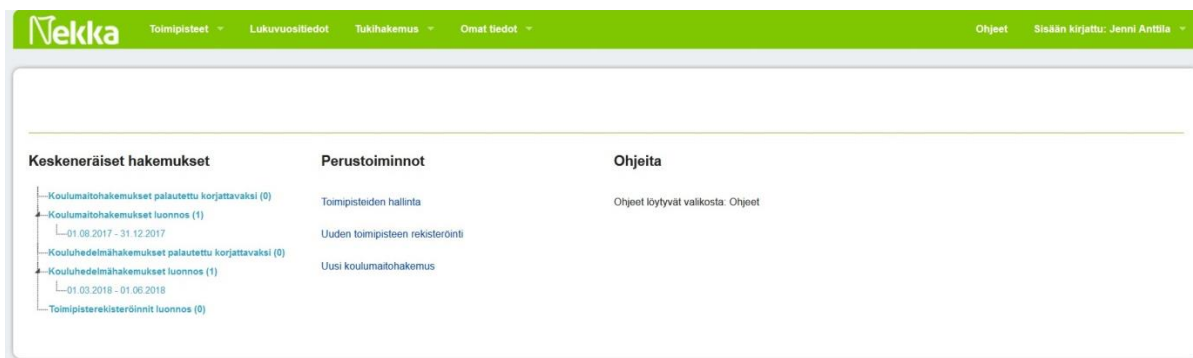 Nekka
Toimipisteet
Lukuvuositiedot
Tukihakemus
Omat tiedot
Ohjeet
Sisään kirjattu: Jenni Anttila
Keskeneräiset hakemukset
Koulumaitohakemukset palautettu korjattavaksi (0)
Koulumaitohakemukset luonnos (1)
01.08.2017 - 31.12.2017
Kouluhedelmähakemukset palautettu korjattavaksi (0)
Kouluhedelmähakemukset luonnos (1)
01.03.2018 - 01.06.2018
Toimipisterekisteröinnit luonnos (0)
Perustoiminnot
Toimipisteiden hallinta
Uuden toimipisteen rekisteröinti
Uusi koulumaitohakemus
Ohjeita
Ohjeet löytyvät valikosta: Ohjeet